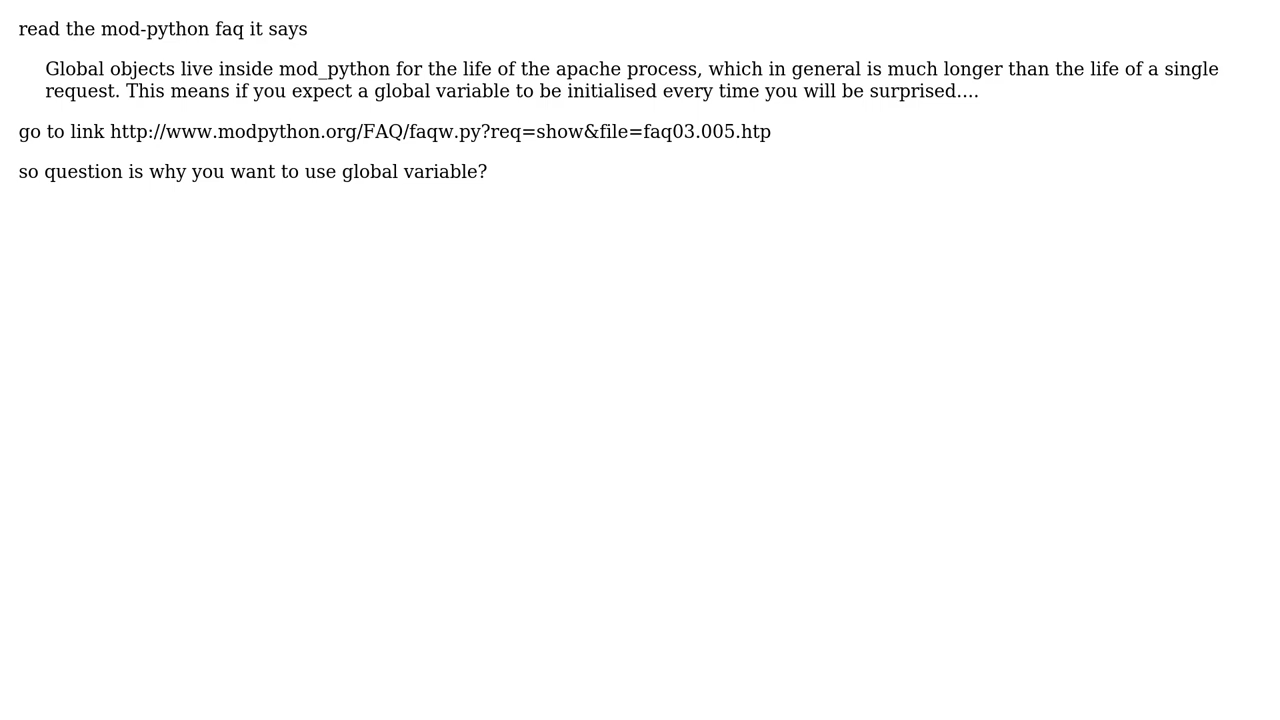 read the mod-python faq it says
Global objects live inside mod_python for the life of the apache process, which in general is much longer than the life of a single
request. This means if you expect a global variable to be initialised every time you will be surprised....
go to link http://www.modpython.org/FAQ/faqw.py?req=show&file=faq03.005.htp
so question is why you want to use global variable?